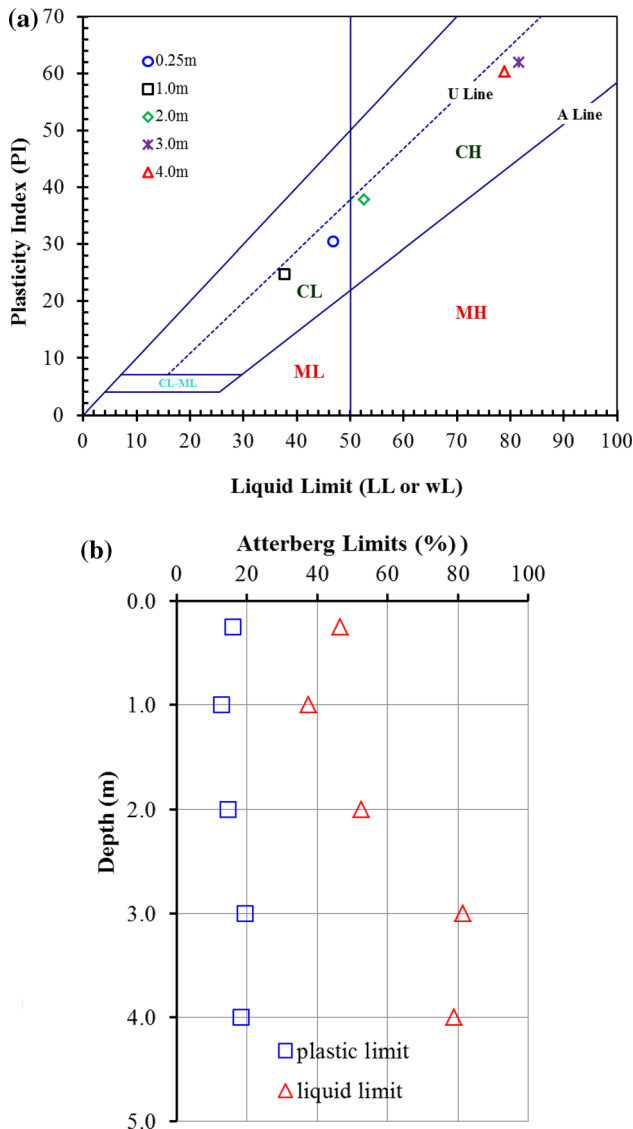 (a)
70
60
50
40
30
20
10
0
Plasticity Index (PI)
0.25m
1.0m
2.0m
3.0m
4.0m
U Line
A Line
CH
CL
MH
ML
CL-ML
0 10 20 30 40 50 60 70 80 90 100
Liquid Limit (LL or wL)
(b)
Atterberg Limits (%))
0 20 40 60 80 100
0.0
1.0
2.0
3.0
4.0
5.0
Depth (m)
plastic limit
liquid limit